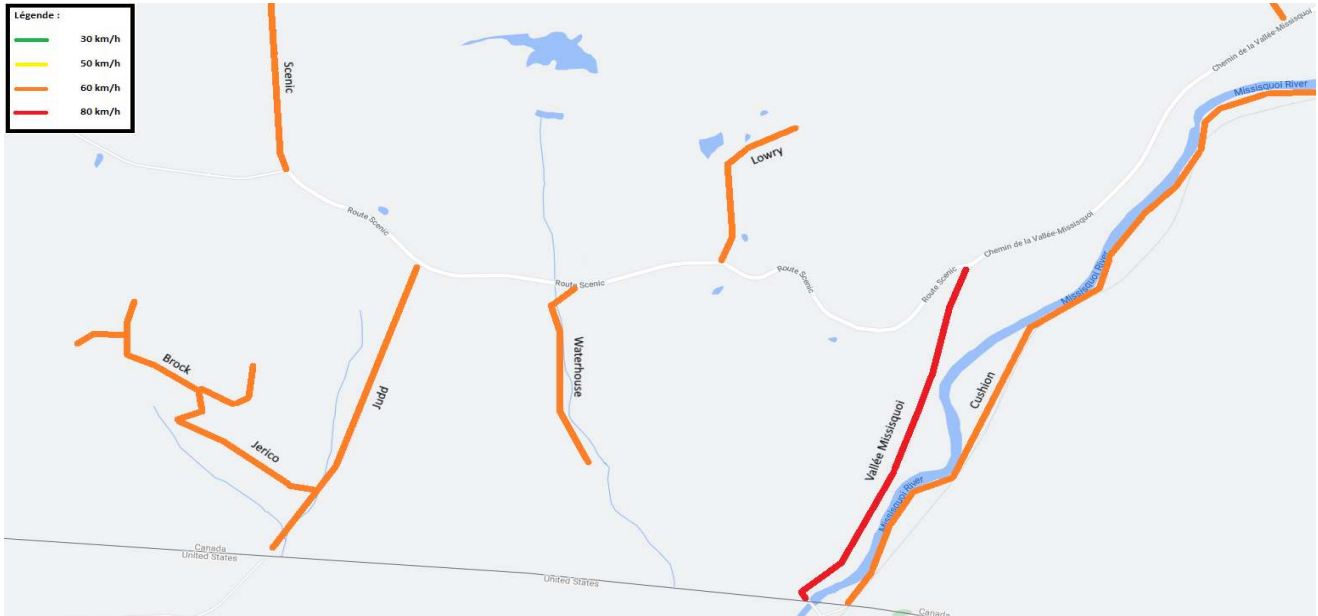 Légende :
30 km/h
50 km/h
60 km/h
80 km/h
Scenic
Chemin de la Vallée-Missisquoi
Missisquoi River
Lowry
Route Scenic
Chemin de la Vallée-Missisquoi
Route Scenic
Route Scenic
Route Scenic
Missisquoi River
Brock
Judd
Waterhouse
Cushion
Vallée Missisquoi
Jerico
Missisquoi River
Canada
United States
United States
Canada